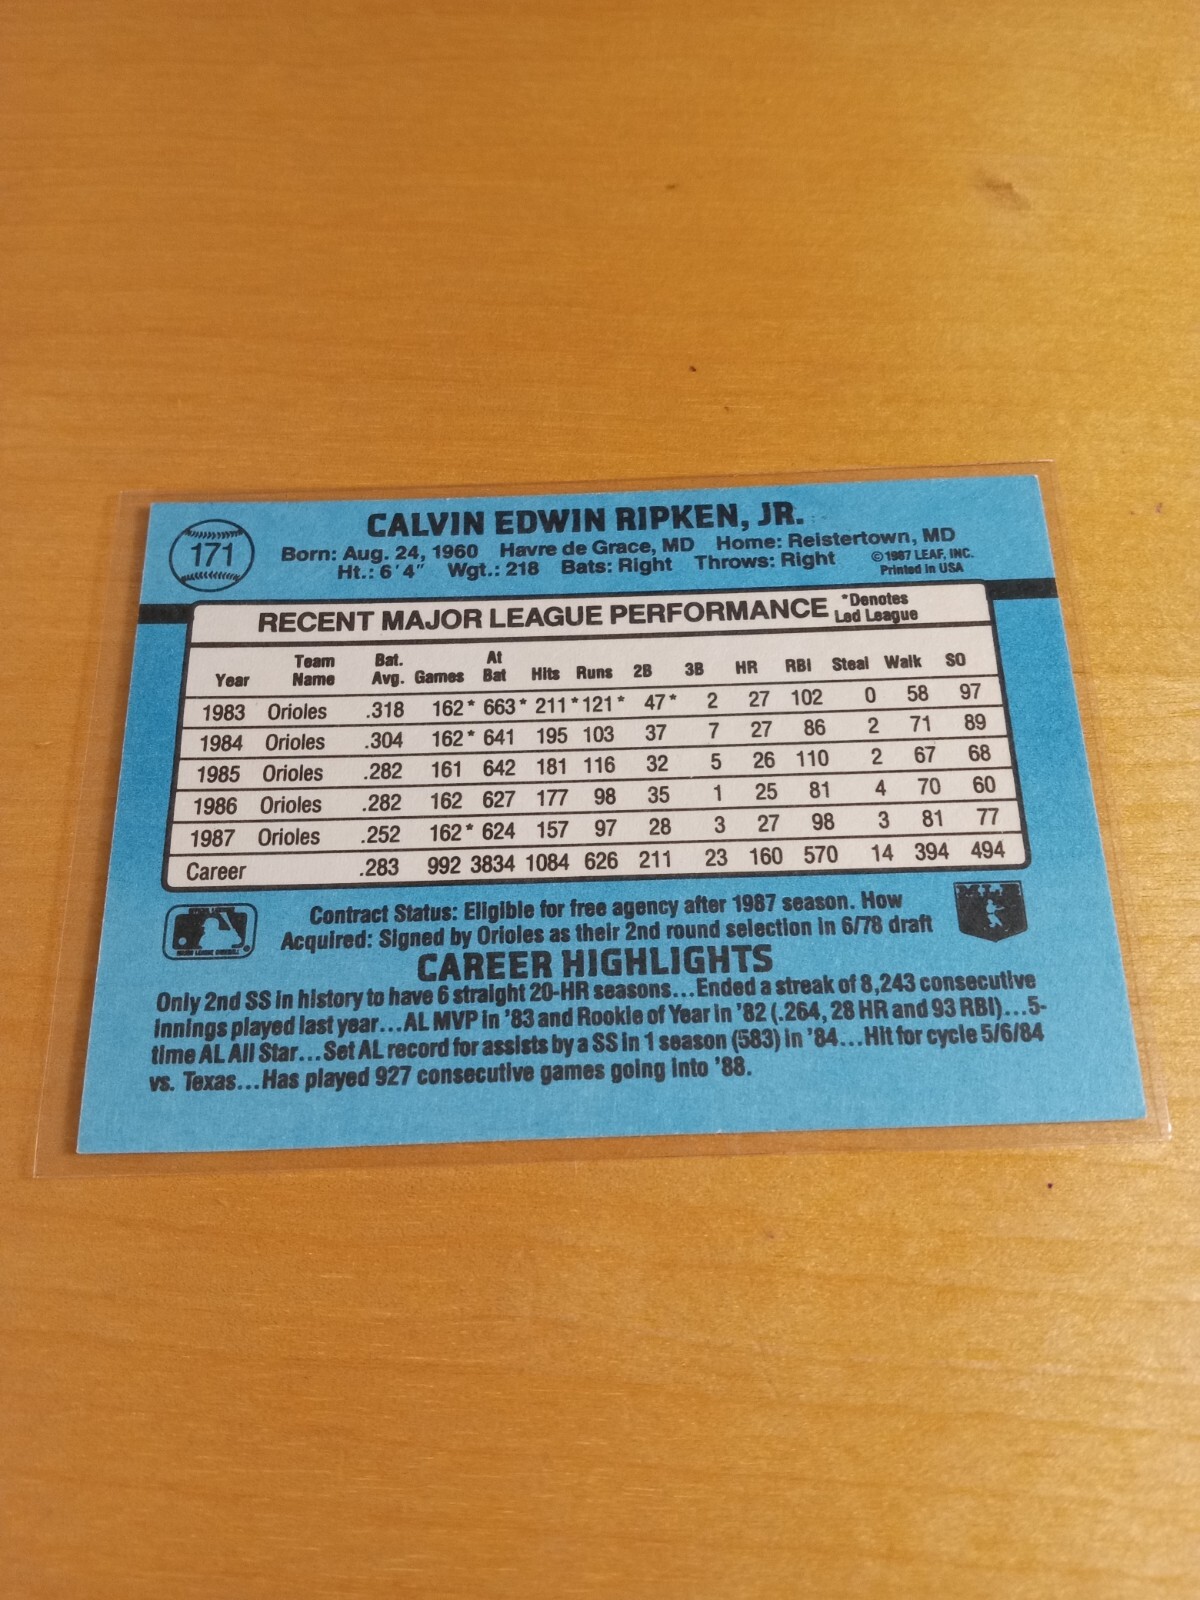 171
CALVIN EDWIN RIPKEN, JR.
Born: Aug. 24, 1960 Havre de Grace, MD Home: Reistertown, MD
Ht.: 6'4" Wgt.: 218 Bats: Right Throws: Right
©1987 LEAF, INC.
Printed in USA
RECENT MAJOR LEAGUE PERFORMANCE *Denotes
Led League
Year Team Name Bat. Avg. Games At Bat Hits Runs 2B 3B HR RBI Steal Walk SO
1983 Orioles .318 162* 663* 211* 121* 47* 2 27 102 0 58 97
1984 Orioles .304 162* 641 195 103 37 7 27 86 2 71 89
1985 Orioles .282 161 642 181 116 32 5 26 110 2 67 68
1986 Orioles .282 162 627 177 98 35 1 25 81 4 70 60
1987 Orioles .252 162* 624 157 97 28 3 27 98 3 81 77
Career .283 992 3834 1084 626 211 23 160 570 14 394 494
Contract Status: Eligible for free agency after 1987 season. How
Acquired: Signed by Orioles as their 2nd round selection in 6/78 draft
MLB
CAREER HIGHLIGHTS
Only 2nd SS in history to have 6 straight 20-HR seasons...Ended a streak of 8,243 consecutive
innings played last year...AL MVP in '83 and Rookie of Year in '82 (.264, 28 HR and 93 RBI)...5-
time AL All Star...Set AL record for assists by a SS in 1 season (583) in '84...Hit for cycle 5/6/84
vs. Texas...Has played 927 consecutive games going into '88.